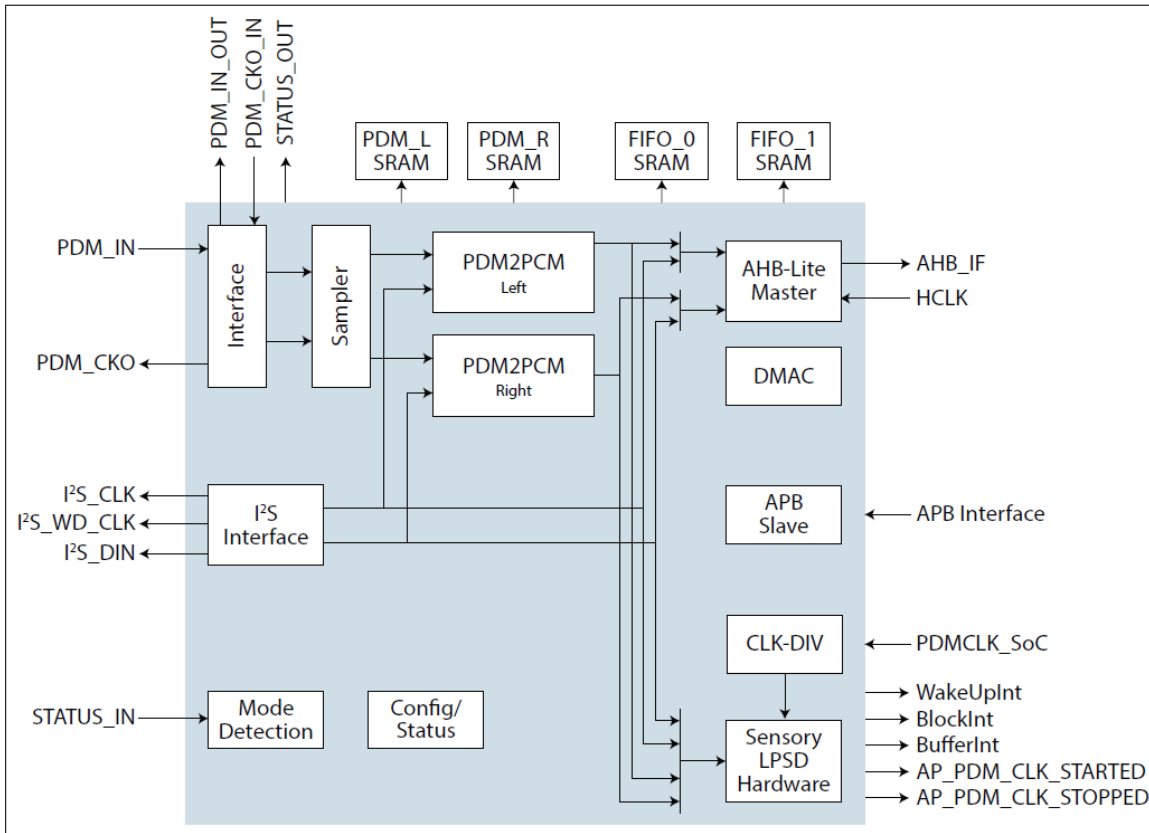 PDM_IN_OUT
PDM_CKO_IN
STATUS_OUT
PDM_L
SRAM
PDM_R
SRAM
FIFO_0
SRAM
FIFO_1
SRAM
PDM_IN
PDM_CKO
Interface
Sampler
PDM2PCM
Left
PDM2PCM
Right
AHB-Lite
Master
AHB_IF
HCLK
DMAC
I²S_CLK
I²S_WD_CLK
I²S_DIN
I²S
Interface
APB
Slave
APB Interface
CLK-DIV
PDMCLK_SoC
STATUS_IN
Mode
Detection
Config/
Status
Sensory
LPSD
Hardware
WakeUpInt
BlockInt
BufferInt
AP_PDM_CLK_STARTED
AP_PDM_CLK_STOPPED